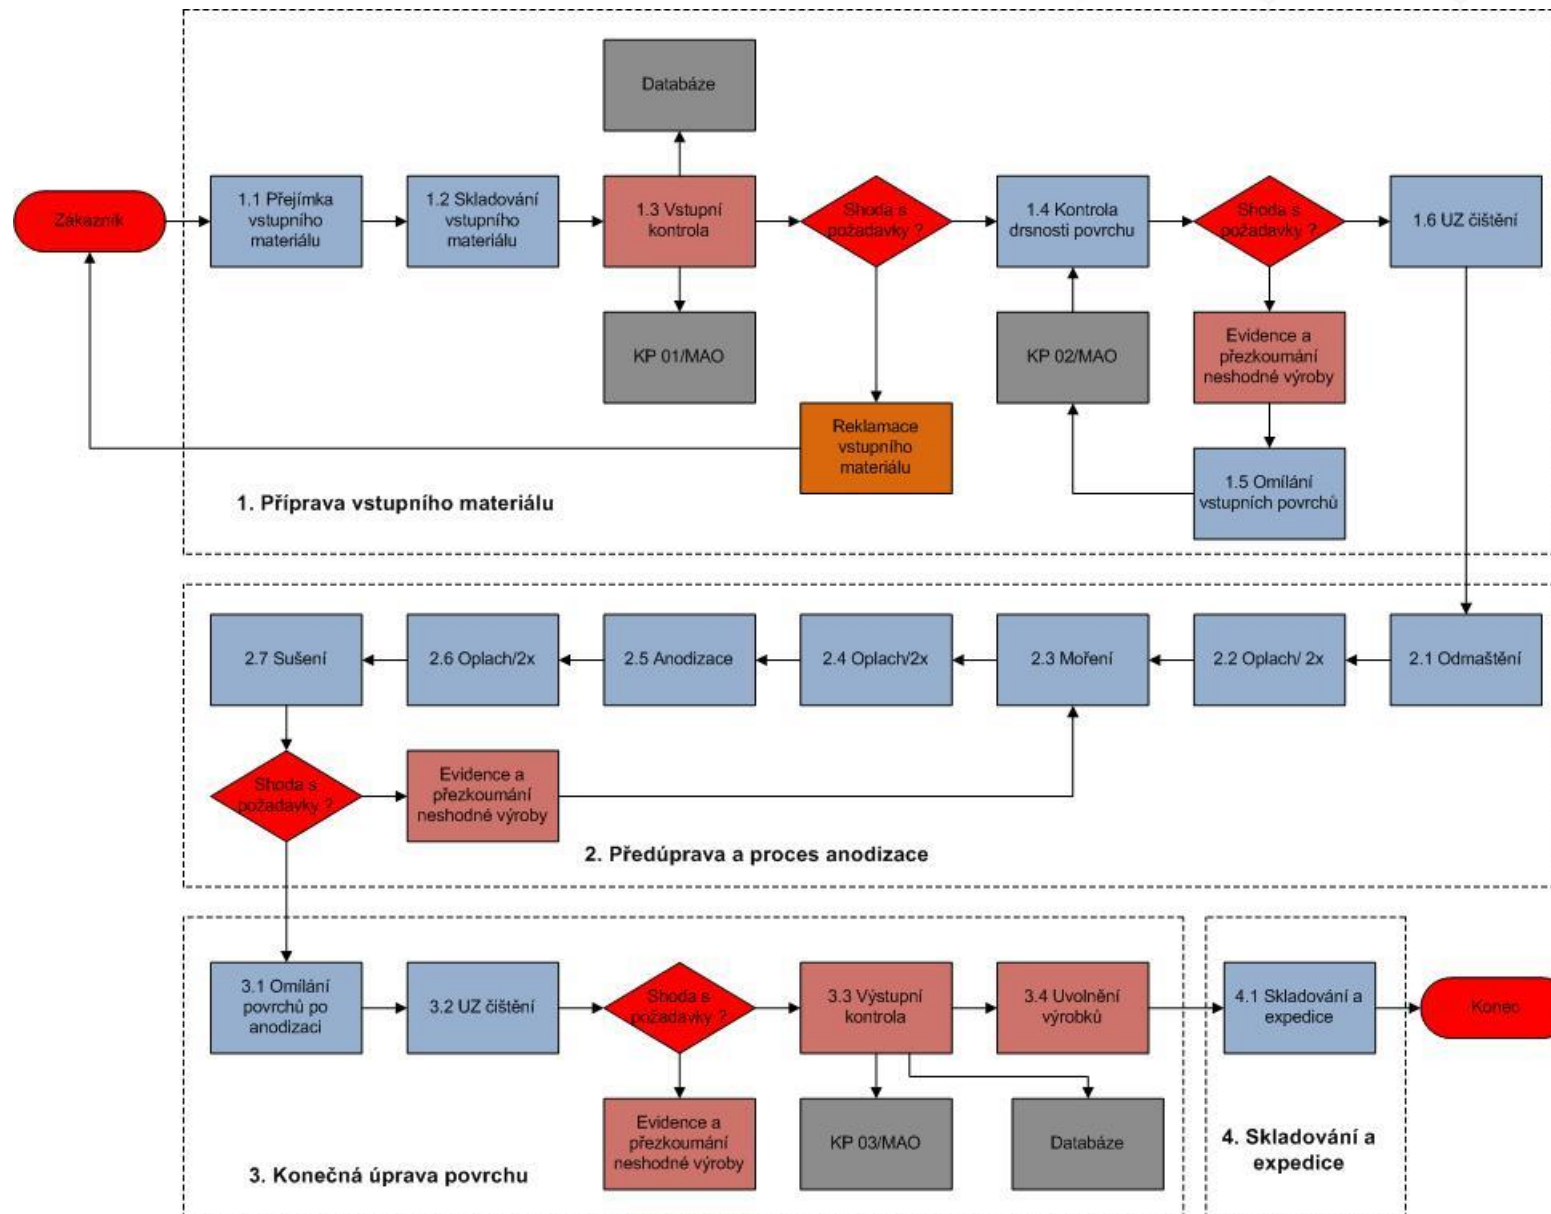 Databáze
Zákazník
1.1 Přejímka
vstupního
materiálu
1.2 Skladování
vstupního
materiálu
1.3 Vstupní
kontrola
Shoda s
požadavky ?
1.4 Kontrola
drsnosti povrchu
Shoda s
požadavky ?
1.6 UZ čištění
KP 01/MAO
KP 02/MAO
Evidence a
přezkoumání
neshodné výroby
Reklamace
vstupního
materiálu
1.5 Omílání
vstupních povrchů
1. Příprava vstupního materiálu
2.7 Sušení
2.6 Oplach/2x
2.5 Anodizace
2.4 Oplach/2x
2.3 Moření
2.2 Oplach/ 2x
2.1 Odmaštění
Shoda s
požadavky ?
Evidence a
přezkoumání
neshodné výroby
2. Předúprava a proces anodizace
3.1 Omílání
povrchů po
anodizaci
3.2 UZ čištění
Shoda s
požadavky ?
3.3 Výstupní
kontrola
3.4 Uvolnění
výrobků
4.1 Skladování a
expedice
Konec
Evidence a
přezkoumání
neshodné výroby
KP 03/MAO
Databáze
3. Konečná úprava povrchu
4. Skladování a
expedice